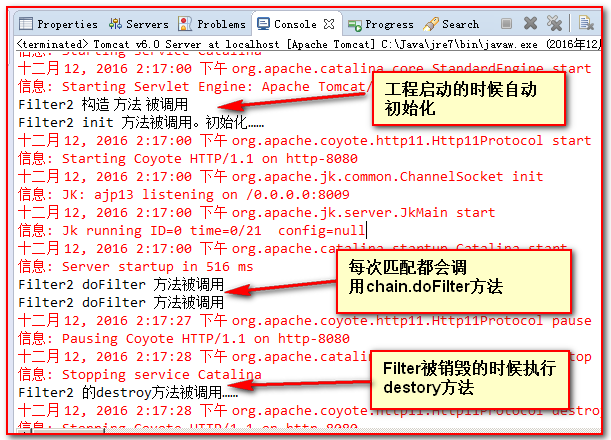 Properties Servers Problems Console Progress Search
<terminated> Tomcat v6.0 Server at localhost [Apache Tomcat] C:\Java\jre7\bin\javaw.exe (2016年12月
信息: Starting Service Catalina
十二月 12, 2016 2:17:00 下午 org.apache.catalina.core.StandardEngine start
信息: Starting Servlet Engine: Apache Tomcat/
Filter2 构造 方法 被调用
Filter2 init 方法被调用。初始化……
工程启动的时候自动
初始化
十二月 12, 2016 2:17:00 下午 org.apache.coyote.http11.Http11Protocol start
信息: Starting Coyote HTTP/1.1 on http-8080
十二月 12, 2016 2:17:00 下午 org.apache.jk.common.ChannelSocket init
信息: JK: ajp13 listening on /0.0.0.0:8009
十二月 12, 2016 2:17:00 下午 org.apache.jk.server.JkMain start
信息: Jk running ID=0 time=0/21 config=null
十二月 12, 2016 2:17:00 下午 org.apache.catalina.startup.Catalina start
信息: Server startup in 516 ms
Filter2 doFilter 方法被调用
Filter2 doFilter 方法被调用
每次匹配都会调
用chain.doFilter方法
十二月 12, 2016 2:17:27 下午 org.apache.coyote.http11.Http11Protocol pause
信息: Pausing Coyote HTTP/1.1 on http-8080
十二月 12, 2016 2:17:28 下午 org.apache.catalin top
信息: Stopping service Catalina
Filter2 的destroy方法被调用……
Filter被销毁的时候执行
destory方法
十二月 12, 2016 2:17:28 下午 org.apache.coyote.http11.Http11Protocol destro
信息: Stopping Coyote HTTP/1.1 on http-8080